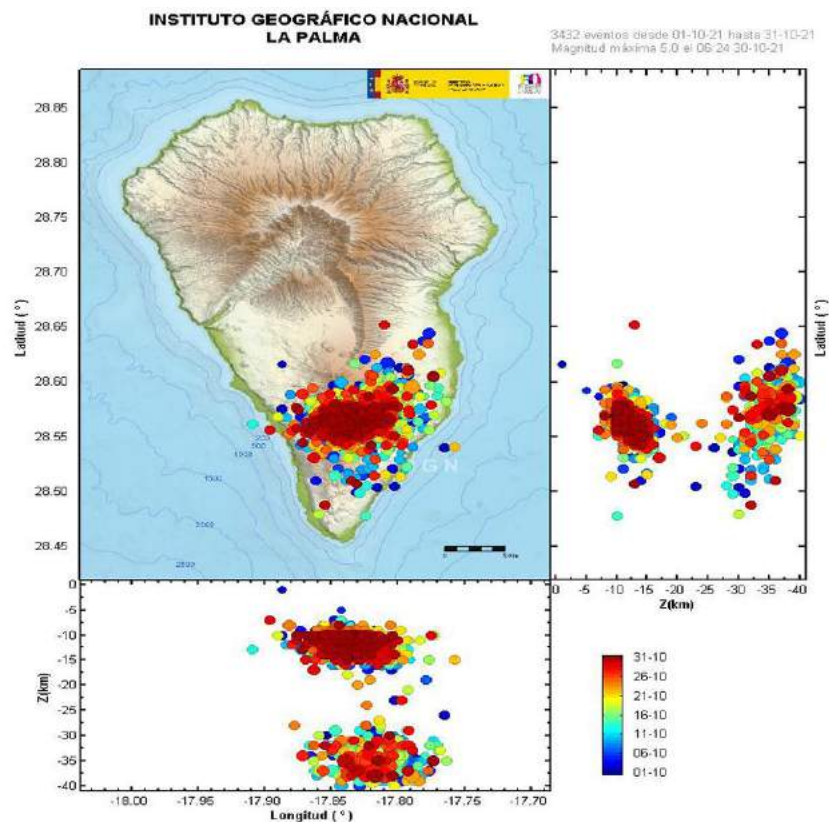 INSTITUTO GEOGRÁFICO NACIONAL
LA PALMA
3432 eventos desde 01-10-21 hasta 31-10-21
Magnitud máxima 5.0 el 06:24 30-10-21
28.85
28.80
28.75
28.70
28.65
28.60
28.55
28.50
28.45
Latitud ( ° )
Latitud ( ° )
GN
0 -5 -10 -15 -20 -25 -30 -35 -40
Z(km)
0
-5
-10
-15
-20
-25
-30
-35
-40
Z(km)
-18.00 -17.95 -17.90 -17.85 -17.80 -17.75 -17.70
Longitud ( ° )
31-10
26-10
21-10
16-10
11-10
06-10
01-10